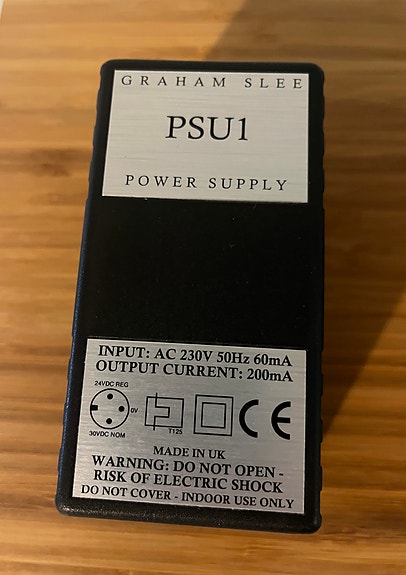 GRAHAM SLEE
PSU1
POWER SUPPLY
INPUT: AC 230V 50Hz 60mA
OUTPUT CURRENT: 200mA
24VDC REG
0V
T125
30VDC NOM
CE
MADE IN UK
WARNING: DO NOT OPEN -
RISK OF ELECTRIC SHOCK
DO NOT COVER - INDOOR USE ONLY